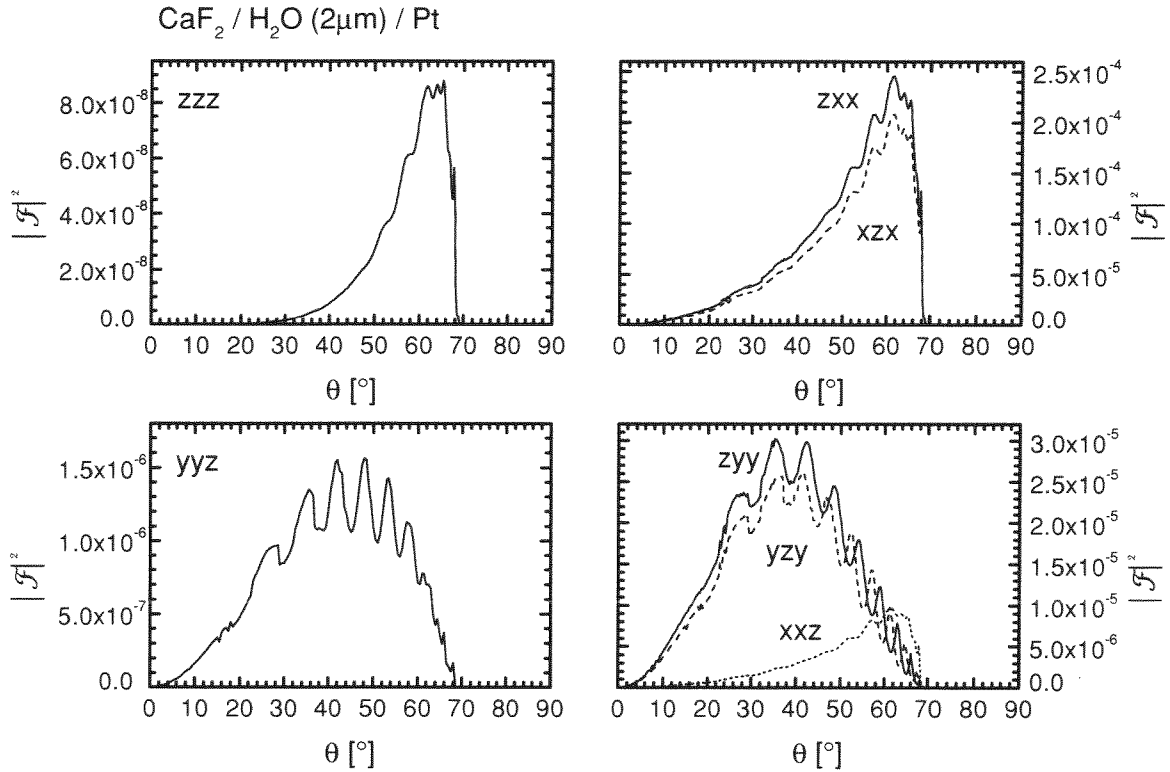 CaF₂ / H₂O (2μm) / Pt
zzz
|ℱ|²
8.0x10⁻⁸
6.0x10⁻⁸
4.0x10⁻⁸
2.0x10⁻⁸
0.0
0 10 20 30 40 50 60 70 80 90
θ [°]
zxx
xzx
2.5x10⁻⁴
2.0x10⁻⁴
1.5x10⁻⁴
1.0x10⁻⁴
5.0x10⁻⁵
0.0
|ℱ|²
0 10 20 30 40 50 60 70 80 90
θ [°]
yyz
|ℱ|²
1.5x10⁻⁶
1.0x10⁻⁶
5.0x10⁻⁷
0.0
0 10 20 30 40 50 60 70 80 90
θ [°]
zyy
yzy
xxz
3.0x10⁻⁵
2.5x10⁻⁵
2.0x10⁻⁵
1.5x10⁻⁵
1.0x10⁻⁵
5.0x10⁻⁶
0.0
|ℱ|²
0 10 20 30 40 50 60 70 80 90
θ [°]